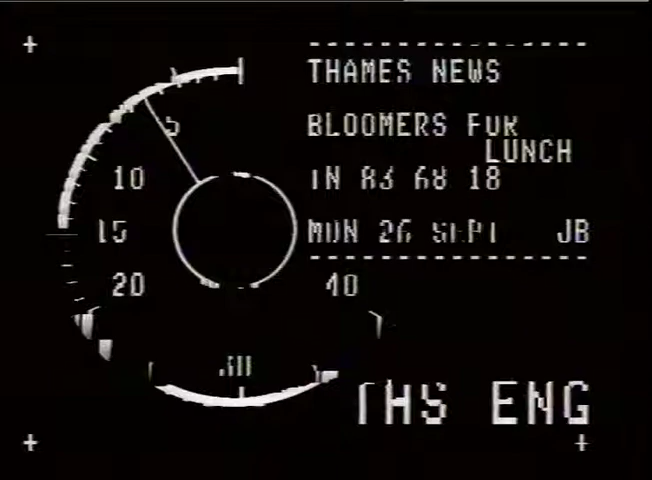 THAMES NEWS
BLOOMERS FOR
LUNCH
IN 83 68 18
MON 26 SEPT JB
5
10
15
20
40
30
THS ENG